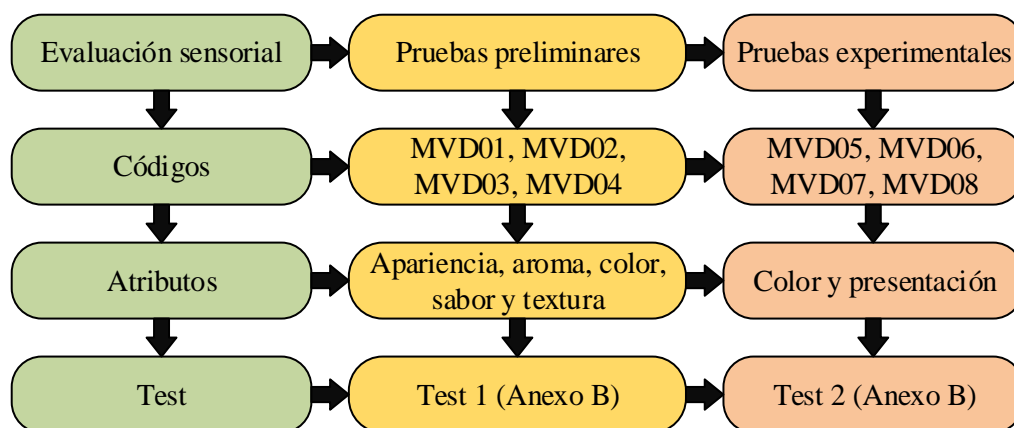 Evaluación sensorial
Pruebas preliminares
Pruebas experimentales
Códigos
MVD01, MVD02,
MVD03, MVD04
MVD05, MVD06,
MVD07, MVD08
Atributos
Apariencia, aroma, color,
sabor y textura
Color y presentación
Test
Test 1 (Anexo B)
Test 2 (Anexo B)